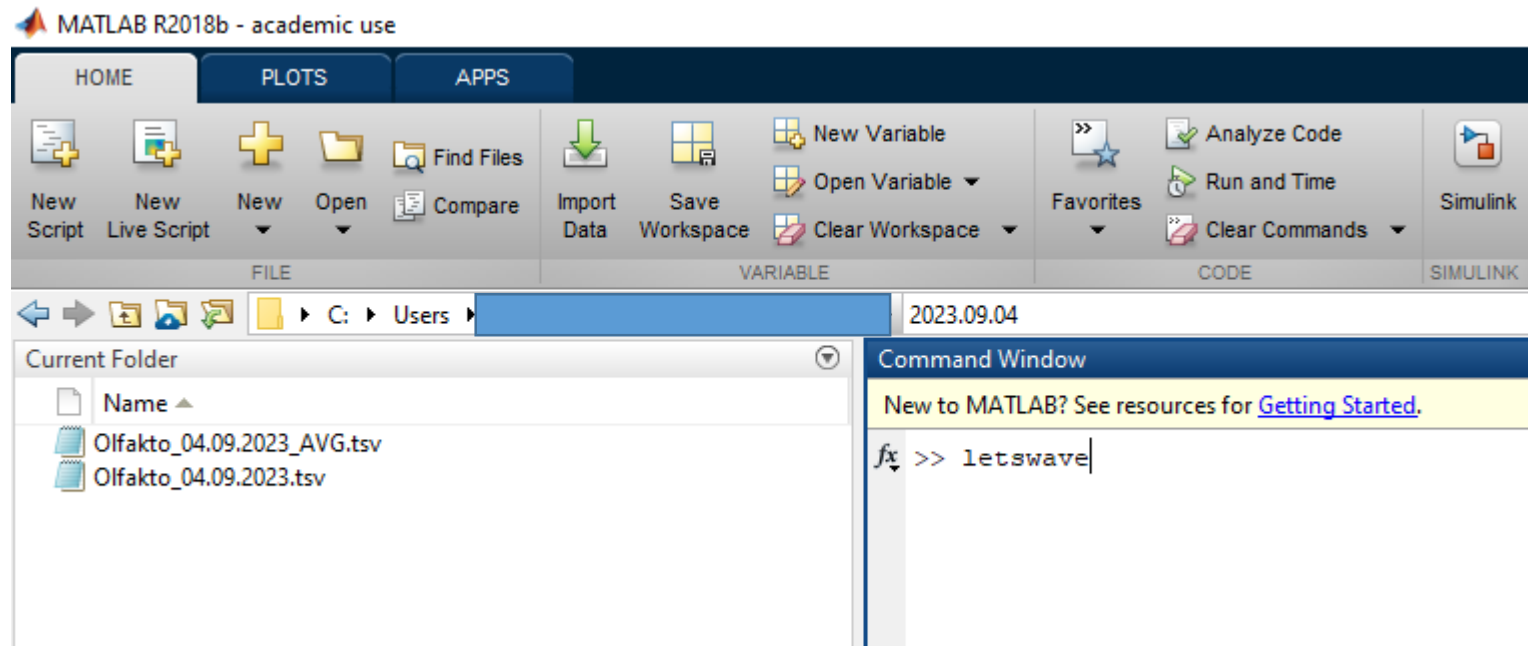 MATLAB R2018b - academic use
HOME PLOTS APPS
New Script
New Live Script
New
Open
Find Files
Compare
FILE
Import Data
Save Workspace
New Variable
Open Variable
Clear Workspace
VARIABLE
Favorites
Analyze Code
Run and Time
Clear Commands
CODE
Simulink
SIMULINK
C: Users 2023.09.04
Current Folder
Name
Olfakto_04.09.2023_AVG.tsv
Olfakto_04.09.2023.tsv
Command Window
New to MATLAB? See resources for Getting Started.
fx >> letswave